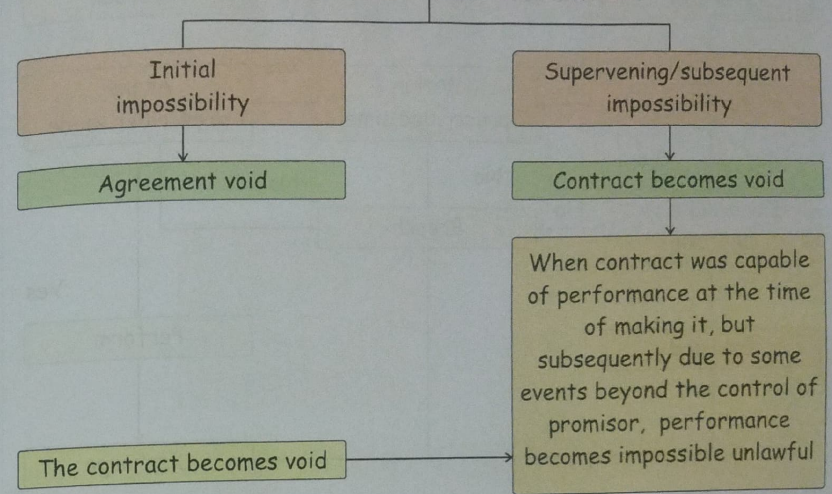 Initial
impossibility
Supervening/subsequent
impossibility
Agreement void
Contract becomes void
When contract was capable
of performance at the time
of making it, but
subsequently due to some
events beyond the control of
promisor, performance
becomes impossible unlawful
The contract becomes void